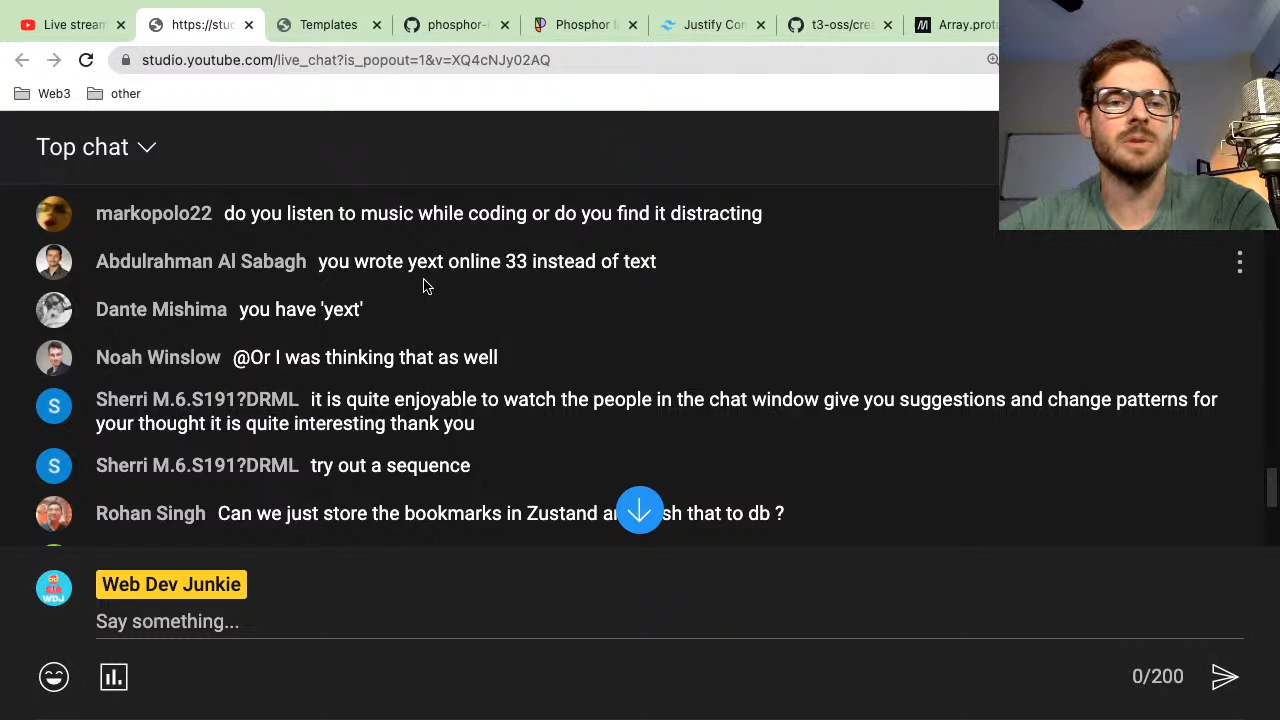 Live stream
https://stud
Templates
phosphor-
Phosphor I
Justify Con
t3-oss/crea
Array.proto
studio.youtube.com/live_chat?is_popout=1&v=XQ4cNJy02AQ
Web3
other
Top chat
markopolo22 do you listen to music while coding or do you find it distracting
Abdulrahman Al Sabagh you wrote yext online 33 instead of text
Dante Mishima you have 'yext'
Noah Winslow @Or I was thinking that as well
S
Sherri M.6.S191?DRML it is quite enjoyable to watch the people in the chat window give you suggestions and change patterns for
your thought it is quite interesting thank you
S
Sherri M.6.S191?DRML try out a sequence
Rohan Singh Can we just store the bookmarks in Zustand that to db ?
WDJ
Web Dev Junkie
Say something...
0/200